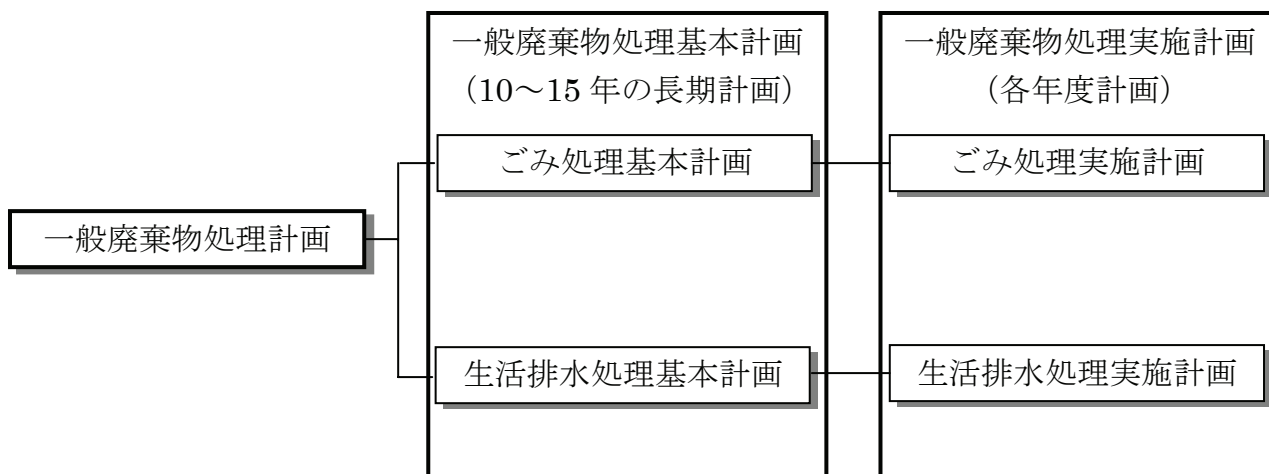 一般廃棄物処理基本計画
（10～15 年の長期計画）
一般廃棄物処理実施計画
（各年度計画）
ごみ処理基本計画
ごみ処理実施計画
一般廃棄物処理計画
生活排水処理基本計画
生活排水処理実施計画